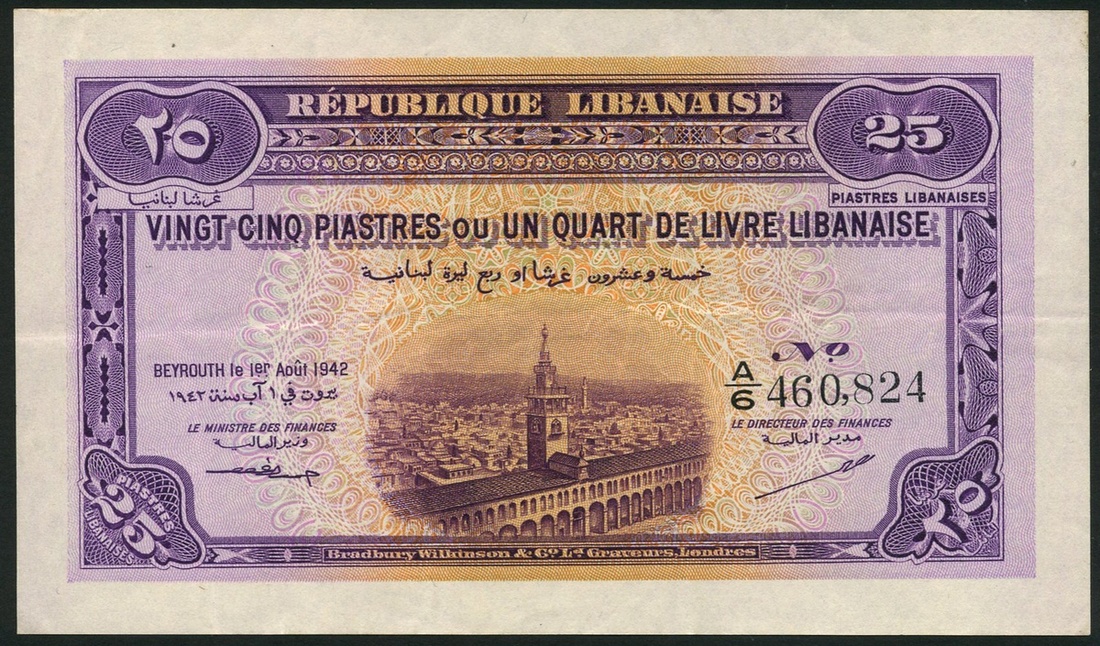 RÉPUBLIQUE LIBANAISE
٢٥
25
غرشا لبنانيا
PIASTRES LIBANAISES
VINGT CINQ PIASTRES OU UN QUART DE LIVRE LIBANAISE
خمسة وعشرون غرشا او ربع ليرة لبنانية
BEYROUTH le 1er Août 1942
بيروت في ١ آب سنة ١٩٤٢
No
A/6 460,824
LE MINISTRE DES FINANCES
وزير المالية
LE DIRECTEUR DES FINANCES
مدير المالية
PIASTRES
25
LIBANAISES
٢٥
Bradbury Wilkinson & Co. Ld. Graveurs, Londres